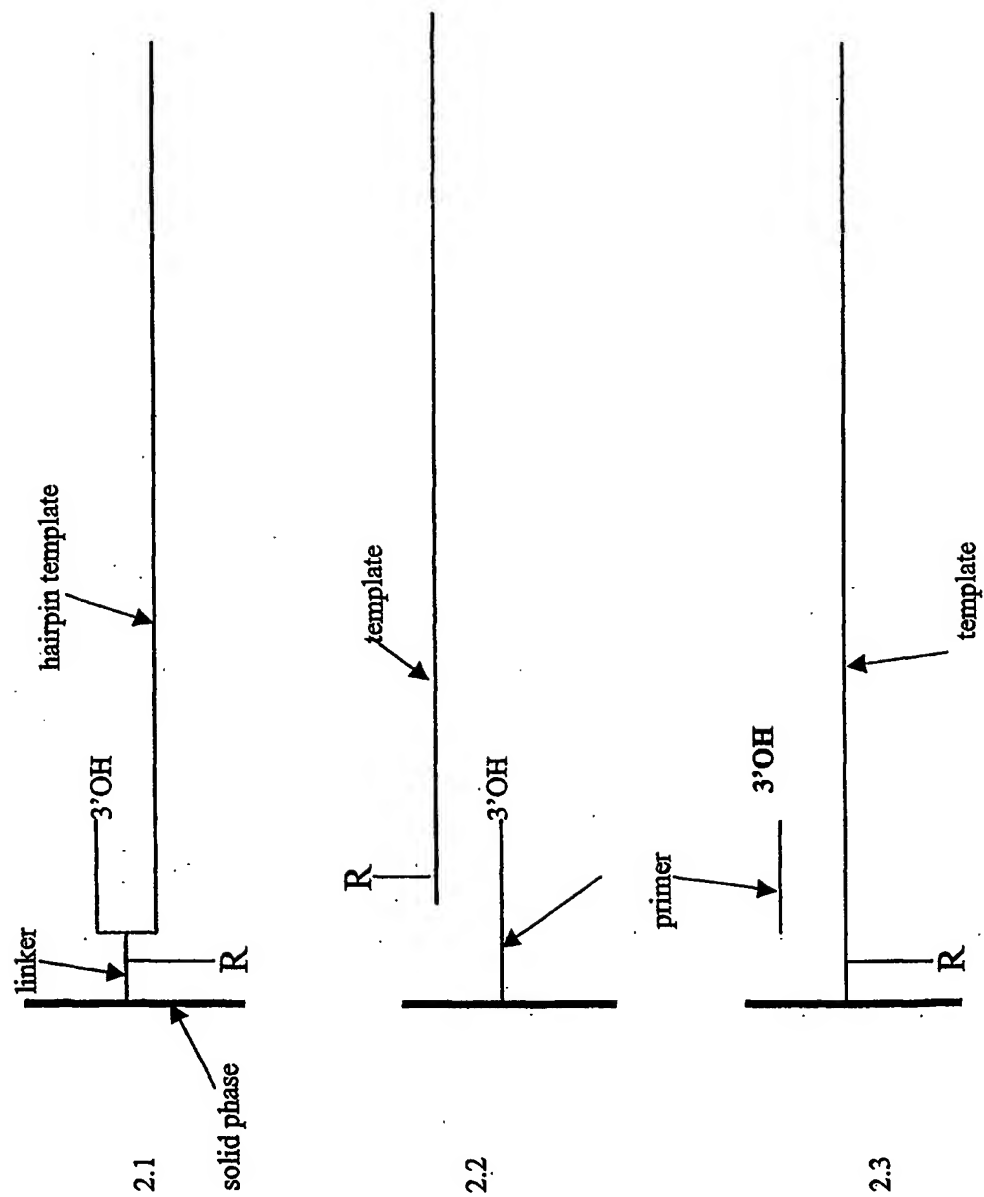 2.1
solid phase
linker
R
3’OH
hairpin template
2.2
R
3’OH
template
2.3
R
primer
3’OH
template